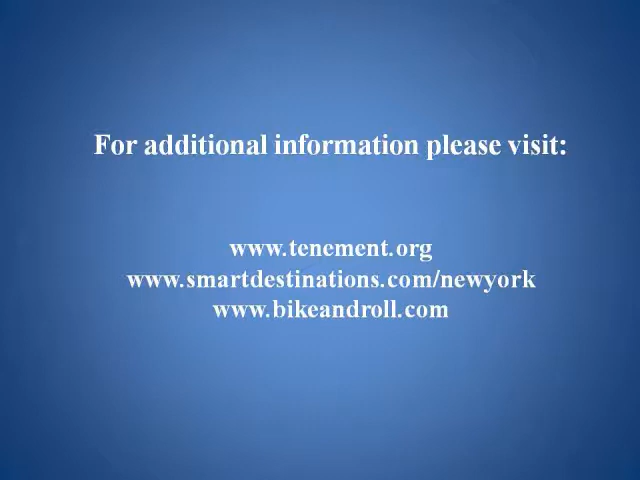 For additional information please visit:
www.tenement.org
www.smartdestinations.com/newyork
www.bikeandroll.com